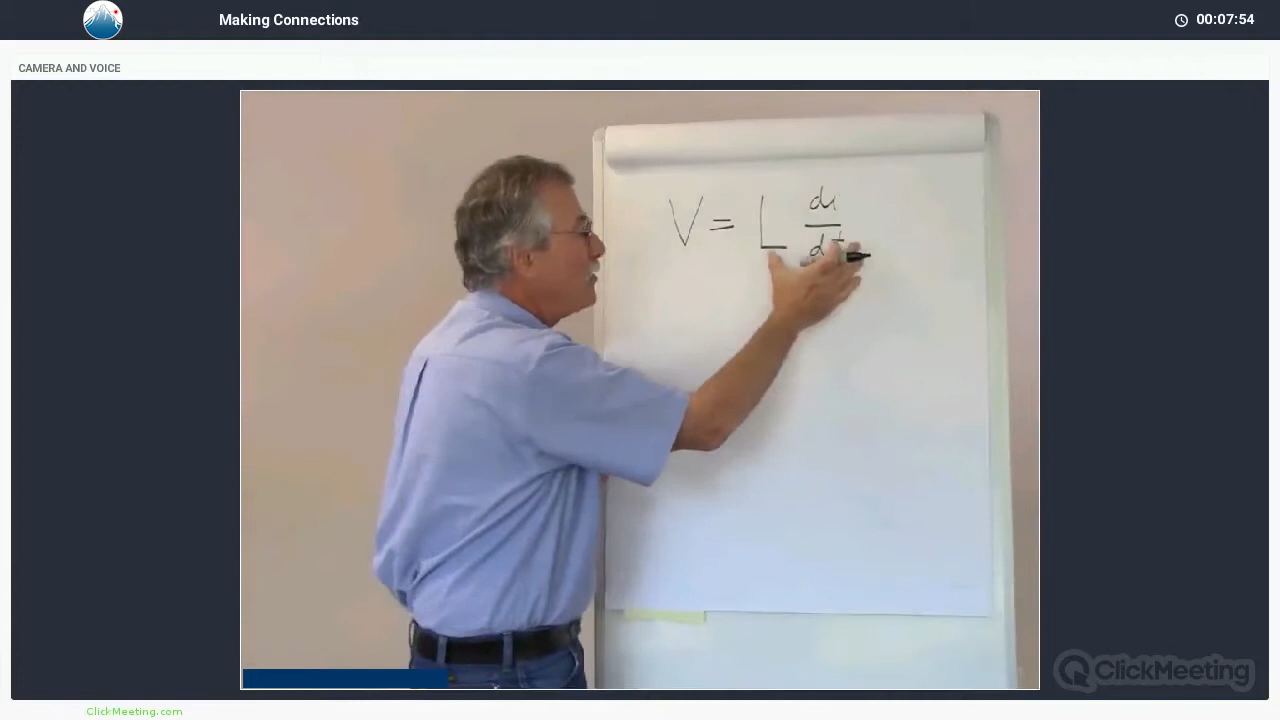 Making Connections
00:07:54
CAMERA AND VOICE
V = L di/dt
ClickMeeting
ClickMeeting.com